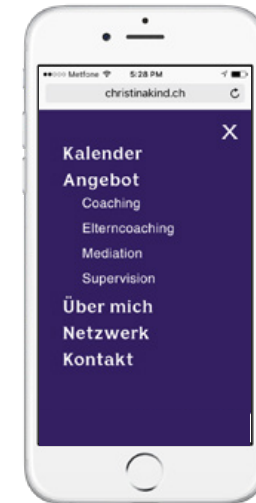 Metfone 5:28 PM
christinakind.ch
X
Kalender
Angebot
Coaching
Elterncoaching
Mediation
Supervision
Über mich
Netzwerk
Kontakt